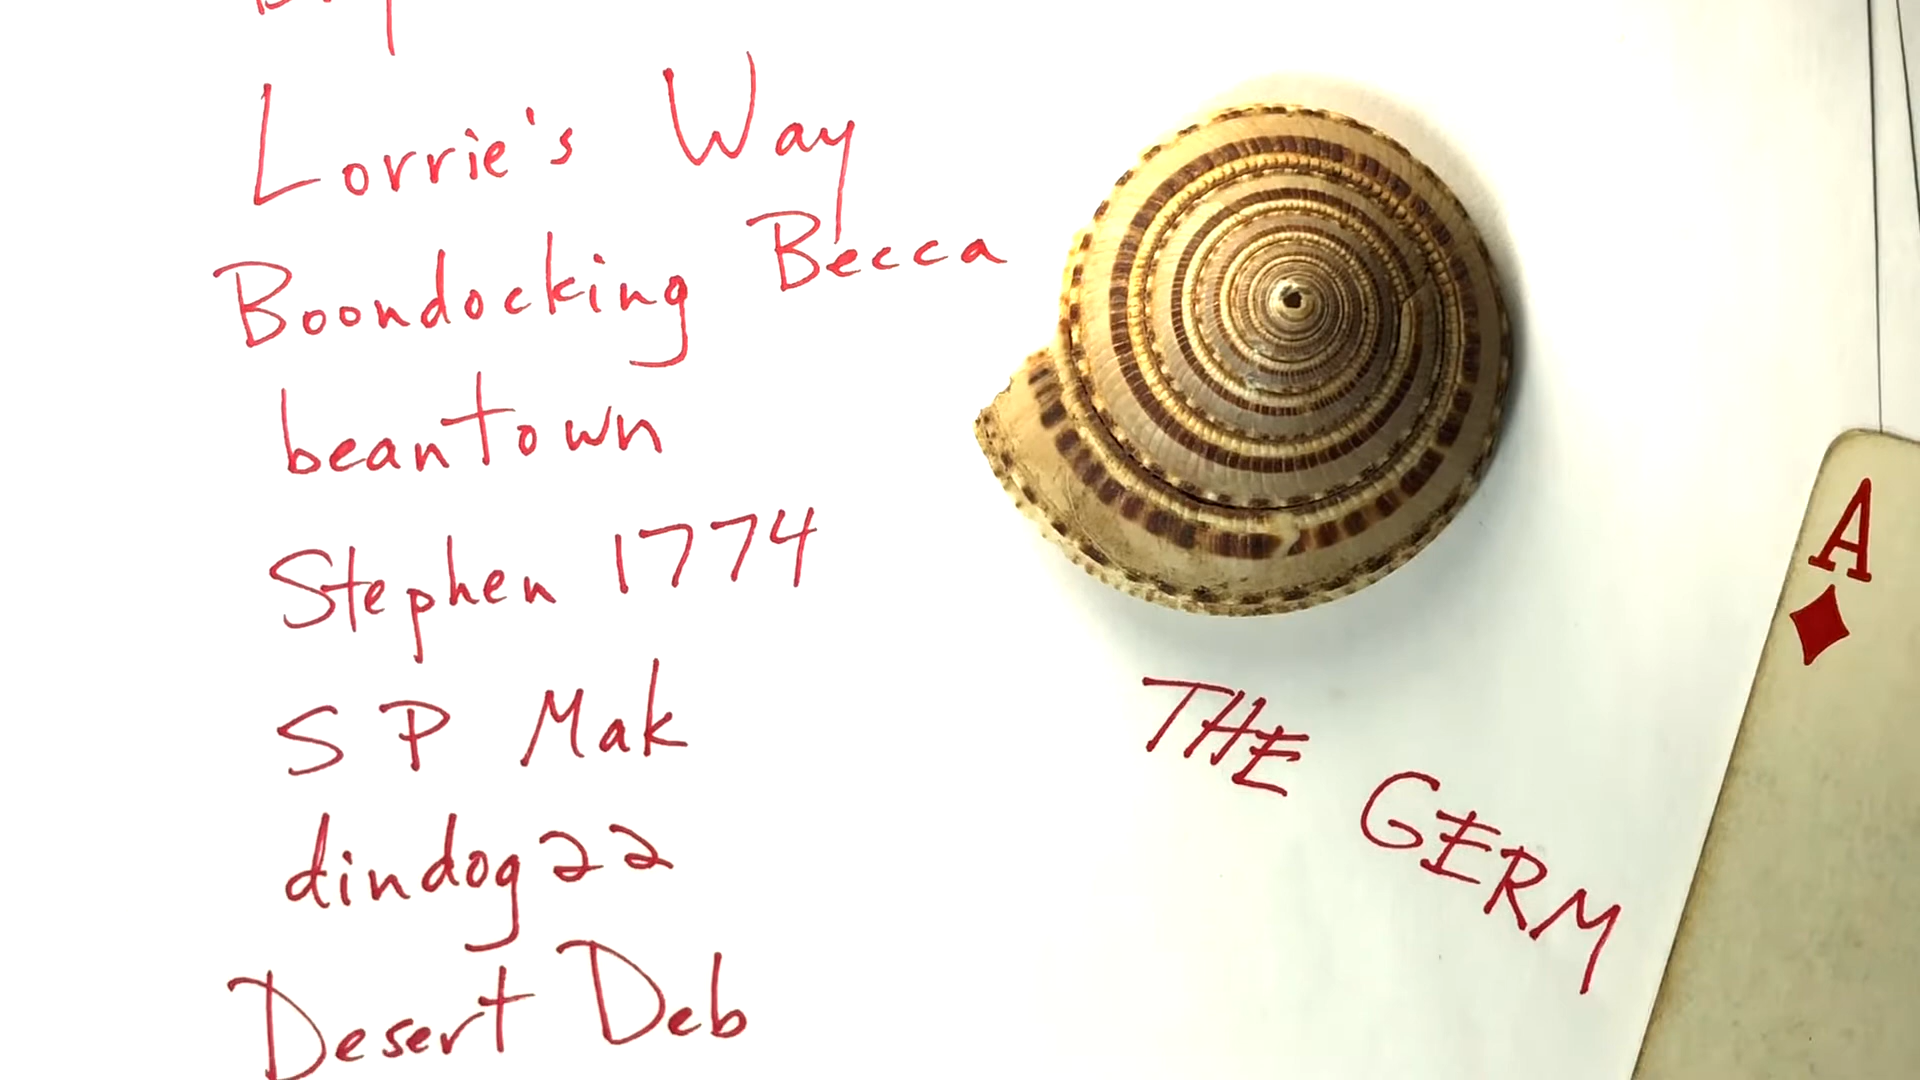 Lorrie's Way
Boondocking Becca
beantown
Stephen 1774
S P Mak
dindog22
Desert Deb
THE GERM
A